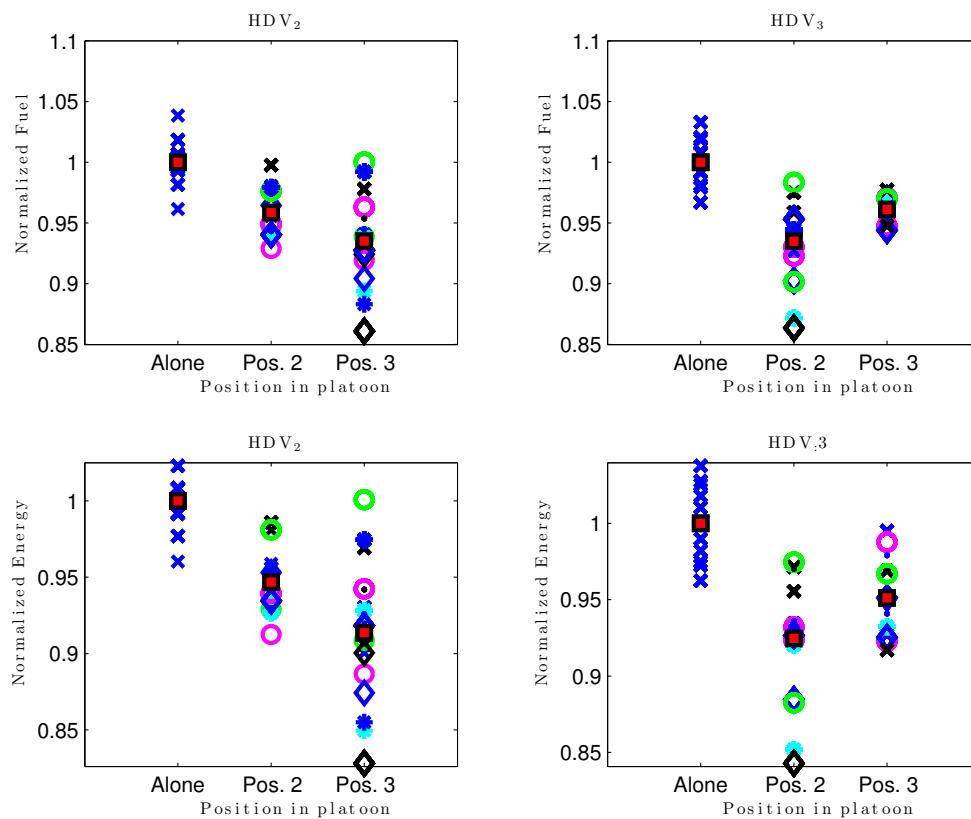 HDV₂
Normalized Fuel
1.1
1.05
1
0.95
0.9
0.85
Alone Pos. 2 Pos. 3
Position in platoon
HDV₃
Normalized Fuel
1.1
1.05
1
0.95
0.9
0.85
Alone Pos. 2 Pos. 3
Position in platoon
HDV₂
Normalized Energy
1
0.95
0.9
0.85
Alone Pos. 2 Pos. 3
Position in platoon
HDV.3
Normalized Energy
1
0.95
0.9
0.85
Alone Pos. 2 Pos. 3
Position in platoon